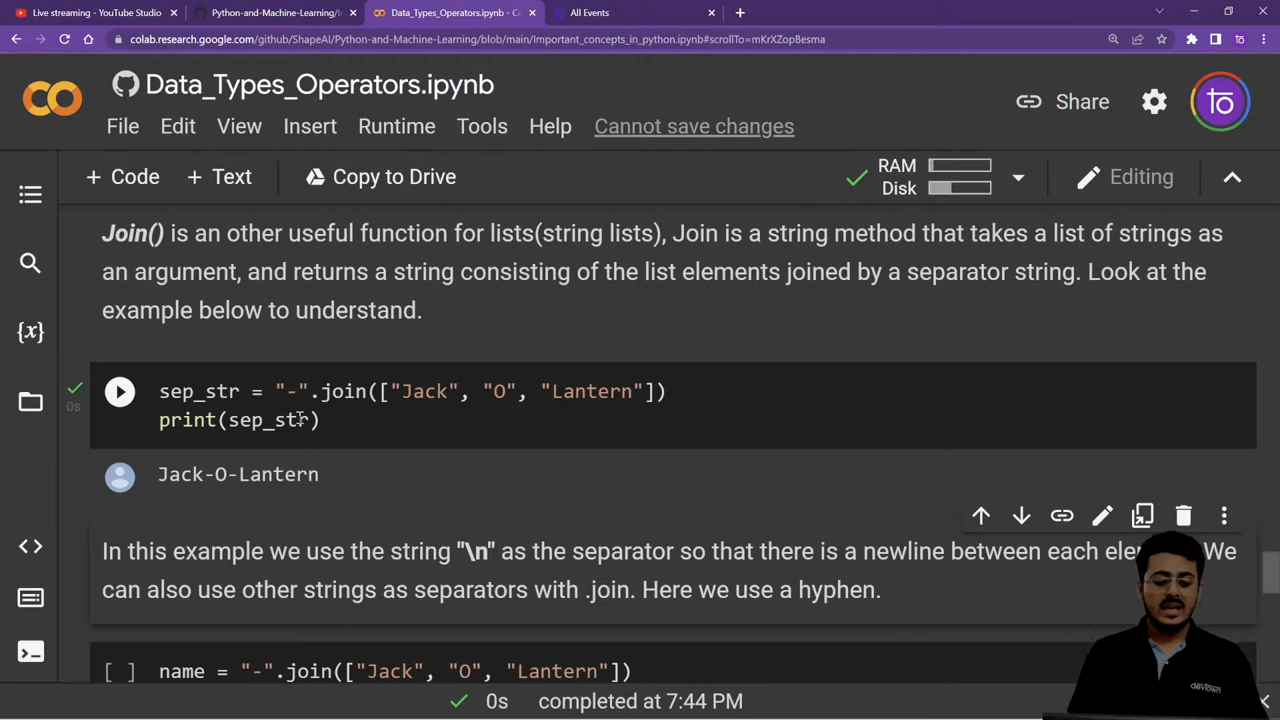 Live streaming - YouTube Studio
Python-and-Machine-Learning/I
Data_Types_Operators.ipynb - Co
All Events
colab.research.google.com/github/ShapeAI/Python-and-Machine-Learning/blob/main/Important_concepts_in_python.ipynb#scrollTo=mKrXZopBesma
Data_Types_Operators.ipynb
File Edit View Insert Runtime Tools Help Cannot save changes
Share
+ Code + Text Copy to Drive
RAM
Disk
Editing
Join() is an other useful function for lists(string lists), Join is a string method that takes a list of strings as
an argument, and returns a string consisting of the list elements joined by a separator string. Look at the
example below to understand.
0s
sep_str = "-".join(["Jack", "O", "Lantern"])
print(sep_str)
Jack-O-Lantern
In this example we use the string "\n" as the separator so that there is a newline between each ele We
can also use other strings as separators with .join. Here we use a hyphen.
[ ] name = "-".join(["Jack", "O", "Lantern"])
0s completed at 7:44 PM
devtown